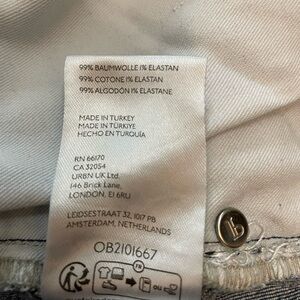 99% BAUMWOLLE 1% ELASTAN
99% COTONE 1% ELASTAN
99% ALGODÓN 1% ELASTANE
MADE IN TURKEY
MADE IN TÜRKIYE
HECHO EN TURQUÍA
RN 66170
CA 32054
URBN UK Ltd.
146 Brick Lane,
LONDON, E1 6RU
LEIDSESTRAAT 32, 1017 PB
AMSTERDAM, NETHERLANDS
OB2101667
FR